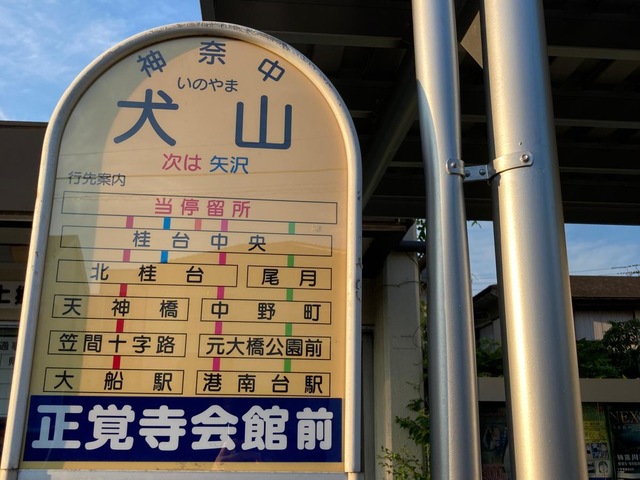 神奈中
いのやま
犬山
次は 矢沢
行先案内
当停留所
桂台中央
北桂台 尾月
天神橋 中野町
笠間十字路 元大橋公園前
大船駅 港南台駅
正覚寺会館前